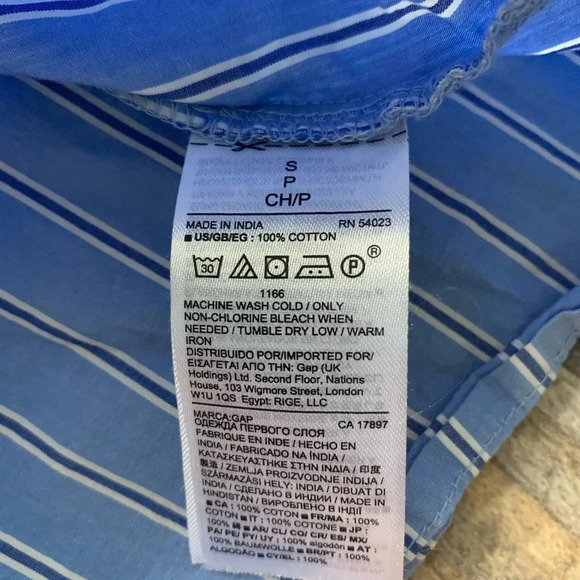 S
P
CH/P
MADE IN INDIA RN 54023
■ US/GB/EG : 100% COTTON
30 P ®
1166
MACHINE WASH COLD / ONLY
NON-CHLORINE BLEACH WHEN
NEEDED / TUMBLE DRY LOW / WARM
IRON
DISTRIBUIDO POR/IMPORTED FOR/
ΕΙΣΑΓΕΤΑΙ ΑΠΟ ΤΗΝ: Gap (UK
Holdings) Ltd. Second Floor, Nations
House, 103 Wigmore Street, London
W1U 1QS Egypt: RIGE, LLC
MARCA:GAP CA 17897
ОДЕЖДА ПЕРВОГО СЛОЯ
FABRIQUE EN INDE / HECHO EN
INDIA / FABRICADO NA ÍNDIA /
ΚΑΤΑΣΚΕΥΑΣΤΗΚΕ ΣΤΗΝ INDIA / 印度
製 / ZEMLJA PROIZVODNJE INDIJA /
SZÁRMAZÁSI HELY: INDIA / DIBUAT DI
INDIA / СДЕЛАНО В ИНДИИ / MADE IN
HINDISTAN / ВИРОБЛЕНО В ІНДІЇ
■ CA : 100% COTON ■ FR/MA : 100%
COTON ■ IT : 100% COTONE ■ JP :
100% ■ AR/ CL/ CO/ CR/ ES/ MX/
PA/ PE/ PY/ UY : 100% algodón ■ AT :
100% BAUMWOLLE ■ BR/PT : 100%
ALGODÃO ■ CY/EL : 100%